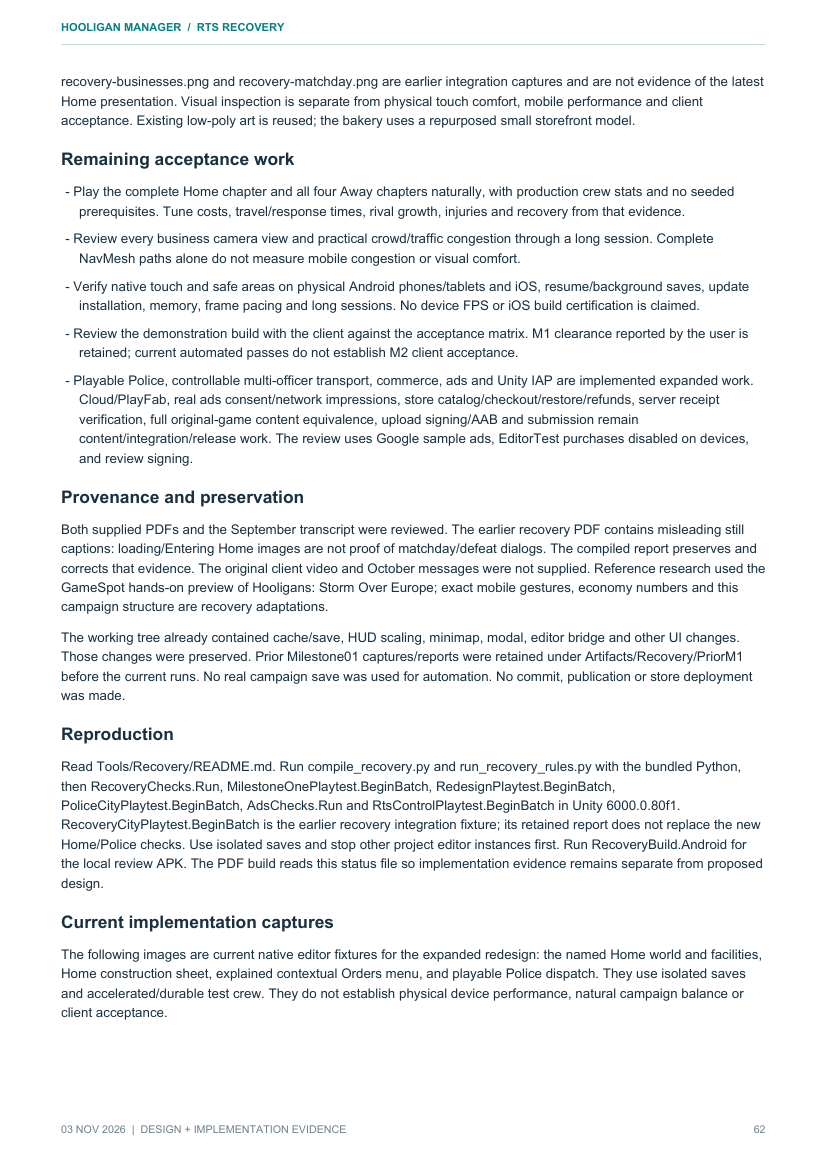 HOOLIGAN MANAGER / RTS RECOVERY
recovery-businesses.png and recovery-matchday.png are earlier integration captures and are not evidence of the latest
Home presentation. Visual inspection is separate from physical touch comfort, mobile performance and client
acceptance. Existing low-poly art is reused; the bakery uses a repurposed small storefront model.
Remaining acceptance work
- Play the complete Home chapter and all four Away chapters naturally, with production crew stats and no seeded
prerequisites. Tune costs, travel/response times, rival growth, injuries and recovery from that evidence.
- Review every business camera view and practical crowd/traffic congestion through a long session. Complete
NavMesh paths alone do not measure mobile congestion or visual comfort.
- Verify native touch and safe areas on physical Android phones/tablets and iOS, resume/background saves, update
installation, memory, frame pacing and long sessions. No device FPS or iOS build certification is claimed.
- Review the demonstration build with the client against the acceptance matrix. M1 clearance reported by the user is
retained; current automated passes do not establish M2 client acceptance.
- Playable Police, controllable multi-officer transport, commerce, ads and Unity IAP are implemented expanded work.
Cloud/PlayFab, real ads consent/network impressions, store catalog/checkout/restore/refunds, server receipt
verification, full original-game content equivalence, upload signing/AAB and submission remain
content/integration/release work. The review uses Google sample ads, EditorTest purchases disabled on devices,
and review signing.
Provenance and preservation
Both supplied PDFs and the September transcript were reviewed. The earlier recovery PDF contains misleading still
captions: loading/Entering Home images are not proof of matchday/defeat dialogs. The compiled report preserves and
corrects that evidence. The original client video and October messages were not supplied. Reference research used the
GameSpot hands-on preview of Hooligans: Storm Over Europe; exact mobile gestures, economy numbers and this
campaign structure are recovery adaptations.
The working tree already contained cache/save, HUD scaling, minimap, modal, editor bridge and other UI changes.
Those changes were preserved. Prior Milestone01 captures/reports were retained under Artifacts/Recovery/PriorM1
before the current runs. No real campaign save was used for automation. No commit, publication or store deployment
was made.
Reproduction
Read Tools/Recovery/README.md. Run compile_recovery.py and run_recovery_rules.py with the bundled Python,
then RecoveryChecks.Run, MilestoneOnePlaytest.BeginBatch, RedesignPlaytest.BeginBatch,
PoliceCityPlaytest.BeginBatch, AdsChecks.Run and RtsControlPlaytest.BeginBatch in Unity 6000.0.80f1.
RecoveryCityPlaytest.BeginBatch is the earlier recovery integration fixture; its retained report does not replace the new
Home/Police checks. Use isolated saves and stop other project editor instances first. Run RecoveryBuild.Android for
the local review APK. The PDF build reads this status file so implementation evidence remains separate from proposed
design.
Current implementation captures
The following images are current native editor fixtures for the expanded redesign: the named Home world and facilities,
Home construction sheet, explained contextual Orders menu, and playable Police dispatch. They use isolated saves
and accelerated/durable test crew. They do not establish physical device performance, natural campaign balance or
client acceptance.
03 NOV 2026 | DESIGN + IMPLEMENTATION EVIDENCE 62